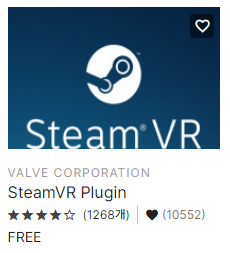 Steam®VR
VALVE CORPORATION
SteamVR Plugin
(1268개) (10552)
FREE